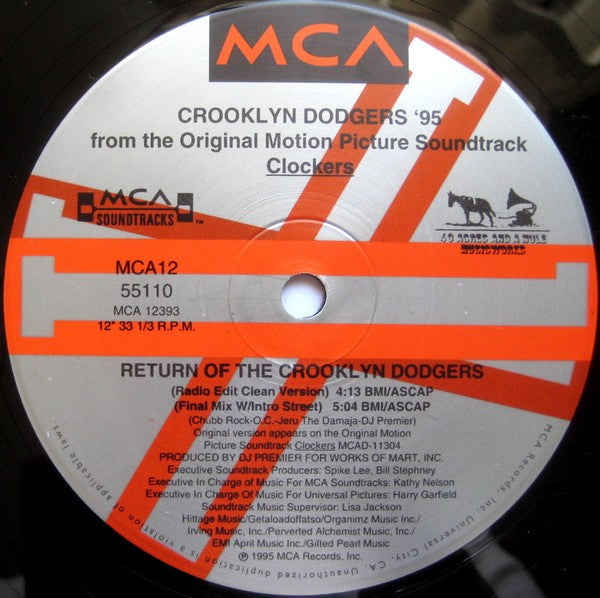 MCA
CROOKLYN DODGERS '95
from the Original Motion Picture Soundtrack
Clockers
MCA
SOUNDTRACKS™
40 ACRES AND A MULE
MUSICWORKS
MCA12
55110
MCA 12393
12" 33 1/3 R.P.M.
RETURN OF THE CROOKLYN DODGERS
(Radio Edit Clean Version) 4:13 BMI/ASCAP
(Final Mix W/Intro Street) 5:04 BMI/ASCAP
(Chubb Rock-O.C.-Jeru The Damaja-DJ Premier)
Original version appears on the Original Motion
Picture Soundtrack Clockers MCAD-11304
PRODUCED BY DJ PREMIER FOR WORKS OF MART, INC.
Executive Soundtrack Producers: Spike Lee, Bill Stephney
Executive In Charge of Music For MCA Soundtracks: Kathy Nelson
Executive In Charge Of Music For Universal Pictures: Harry Garfield
Soundtrack Music Supervisor: Lisa Jackson
Hittage Music/Getaloadoffatso/Organimz Music Inc./
Irving Music, Inc./Perverted Alchemist Music, Inc./
EMI April Music Inc./Gifted Pearl Music
℗ © 1995 MCA Records, Inc.
MCA Records, Inc., Universal City, CA. Unauthorized duplication is a violation of applicable laws.